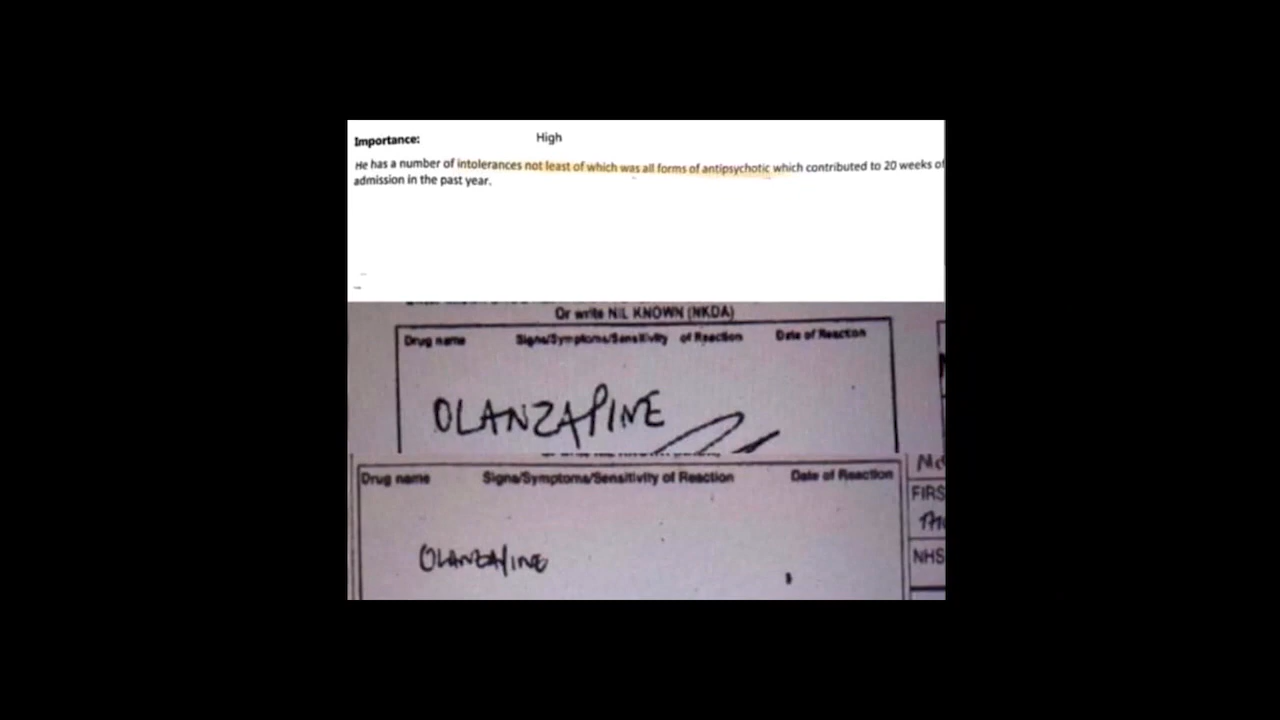 Importance: High
He has a number of intolerances not least of which was all forms of antipsychotic which contributed to 20 weeks of
admission in the past year.
Or write NIL KNOWN (NKDA)
Drug name Signs/Symptoms/Sensitivity of Reaction Date of Reaction
OLANZAPINE
Drug name Signs/Symptoms/Sensitivity of Reaction Date of Reaction
FIRS
OLANZAPINE
NHS